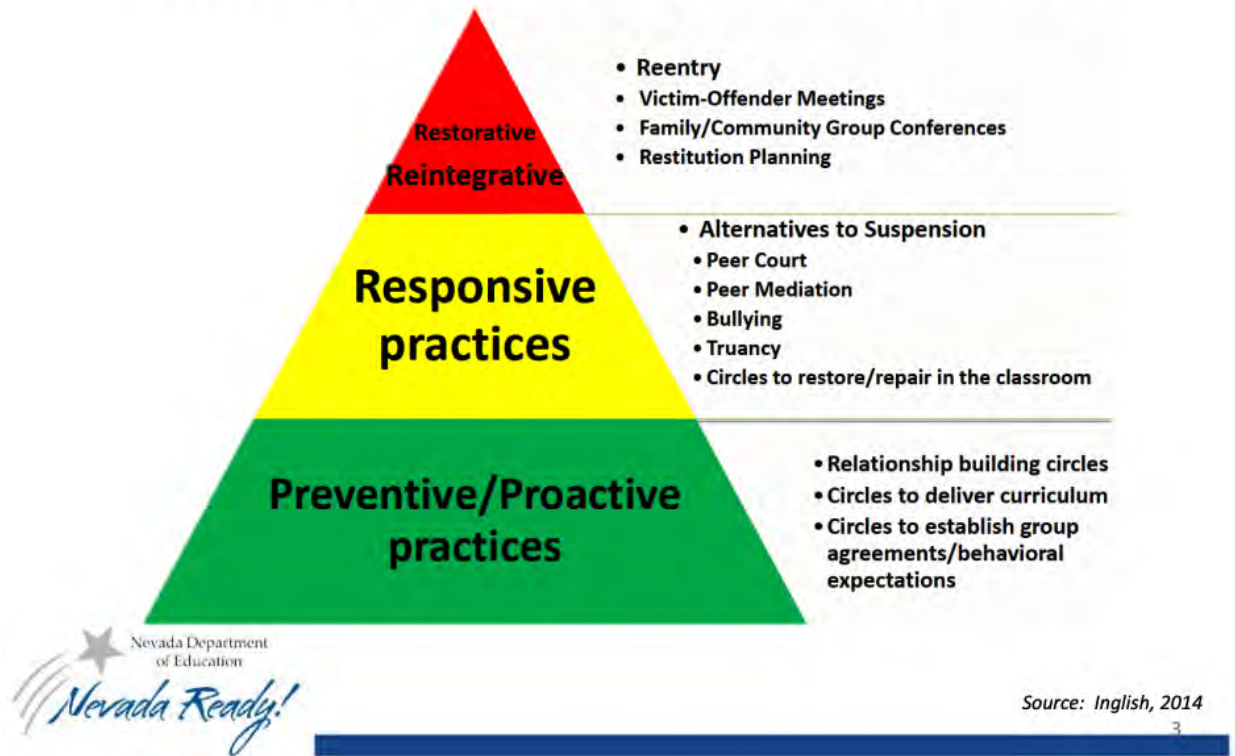 Restorative
Reintegrative
• Reentry
• Victim-Offender Meetings
• Family/Community Group Conferences
• Restitution Planning
Responsive
practices
• Alternatives to Suspension
• Peer Court
• Peer Mediation
• Bullying
• Truancy
• Circles to restore/repair in the classroom
Preventive/Proactive
practices
• Relationship building circles
• Circles to deliver curriculum
• Circles to establish group
agreements/behavioral
expectations
Nevada Department
of Education
Nevada Ready!
Source: Inglish, 2014
3